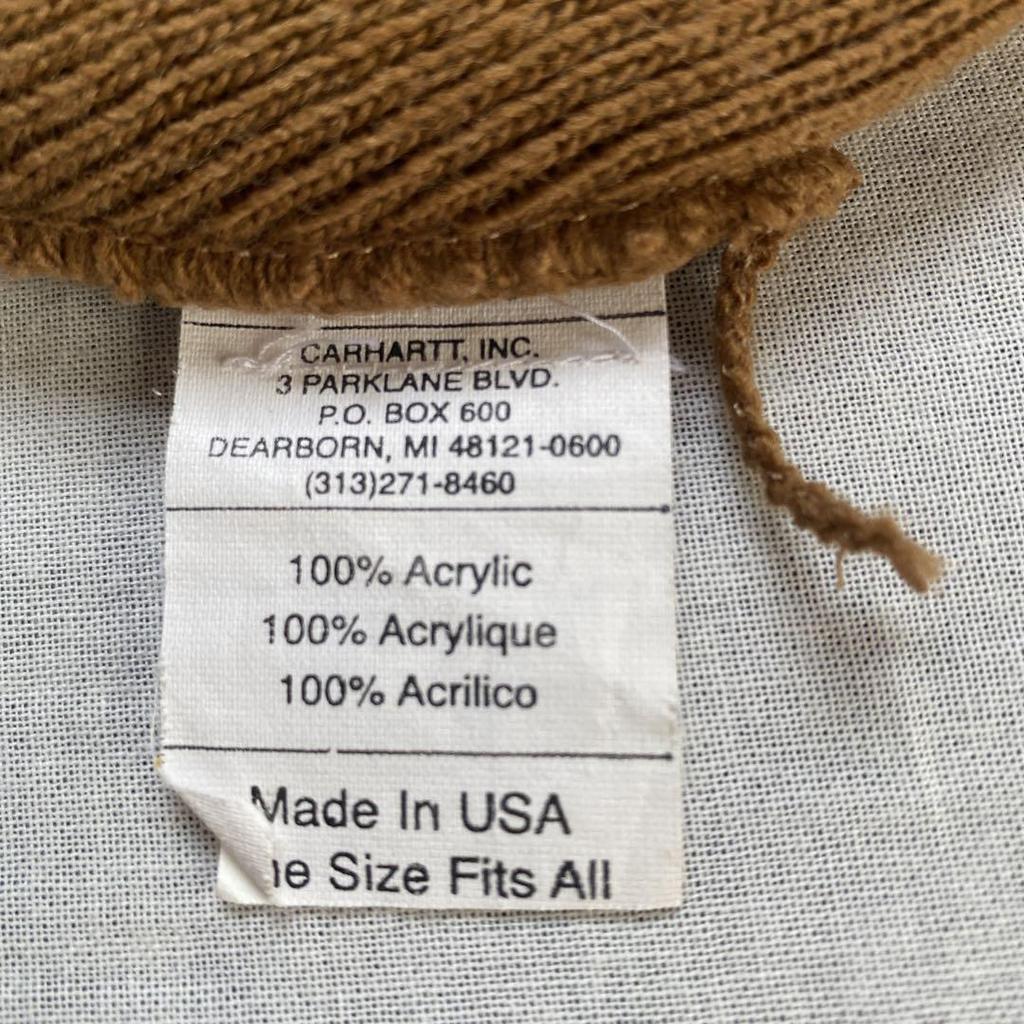 CARHARTT, INC.
3 PARKLANE BLVD.
P.O. BOX 600
DEARBORN, MI 48121-0600
(313)271-8460
100% Acrylic
100% Acrylique
100% Acrilico
Made In USA
Size Fits All